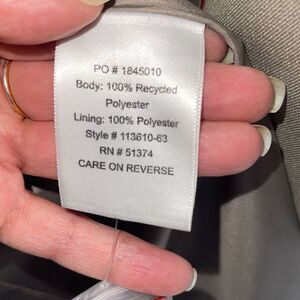 PO # 1845010
Body: 100% Recycled
Polyester
Lining: 100% Polyester
Style # 113610-63
RN # 51374
CARE ON REVERSE